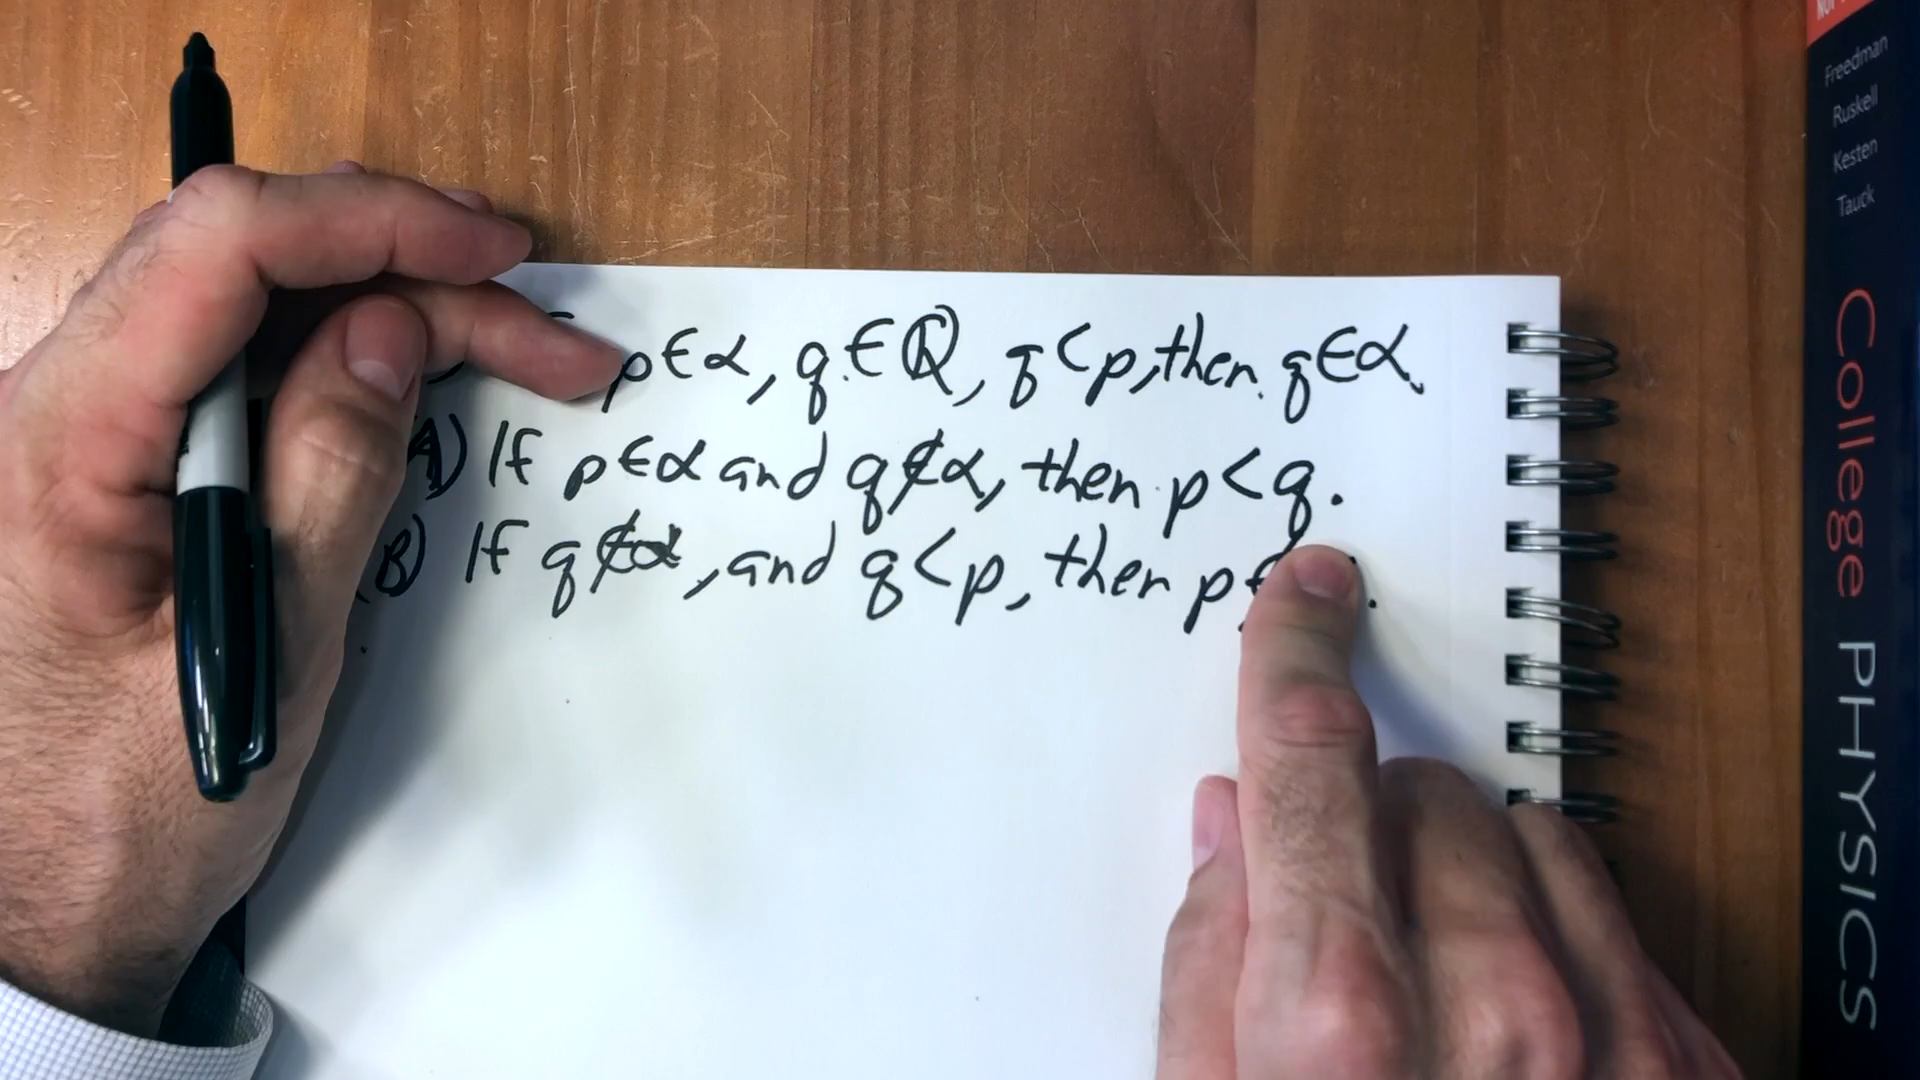 p∈α, q∈ℚ, q<p, then q∈α.
A) If p∈α and q∉α, then p<q.
(B) If q∉α, and q<p, then p
Freedman
Ruskell
Kesten
Tauck
College PHYSICS